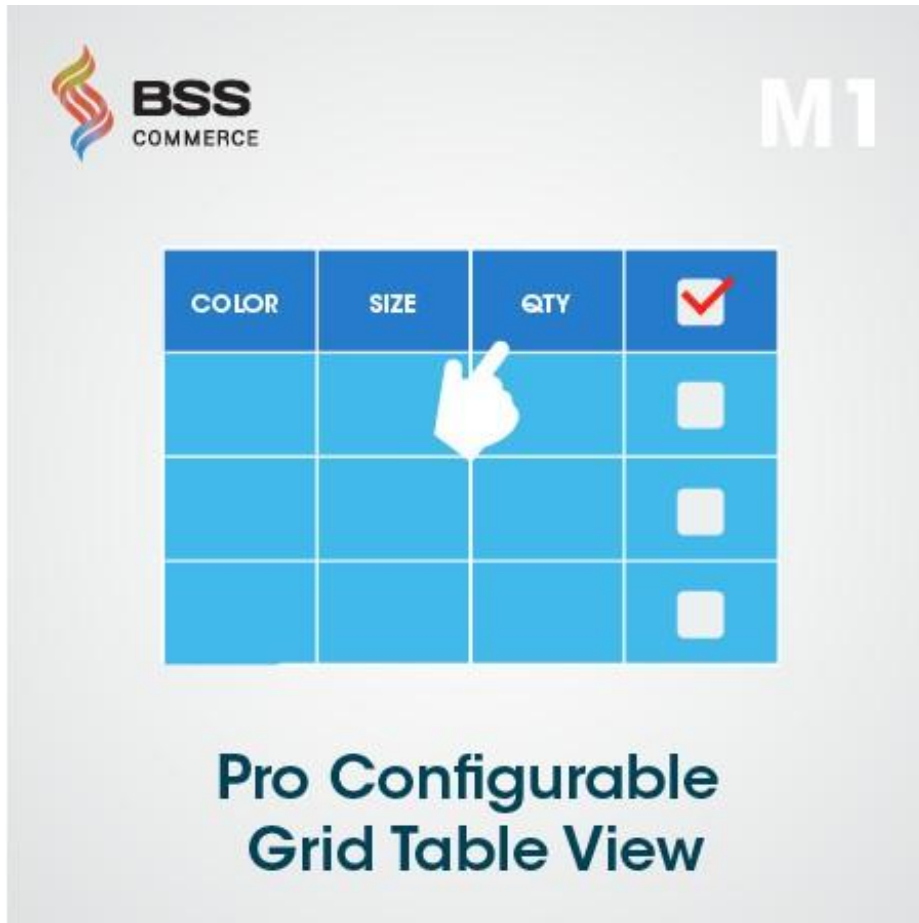 BSS
COMMERCE
M1
COLOR SIZE QTY
Pro Configurable
Grid Table View